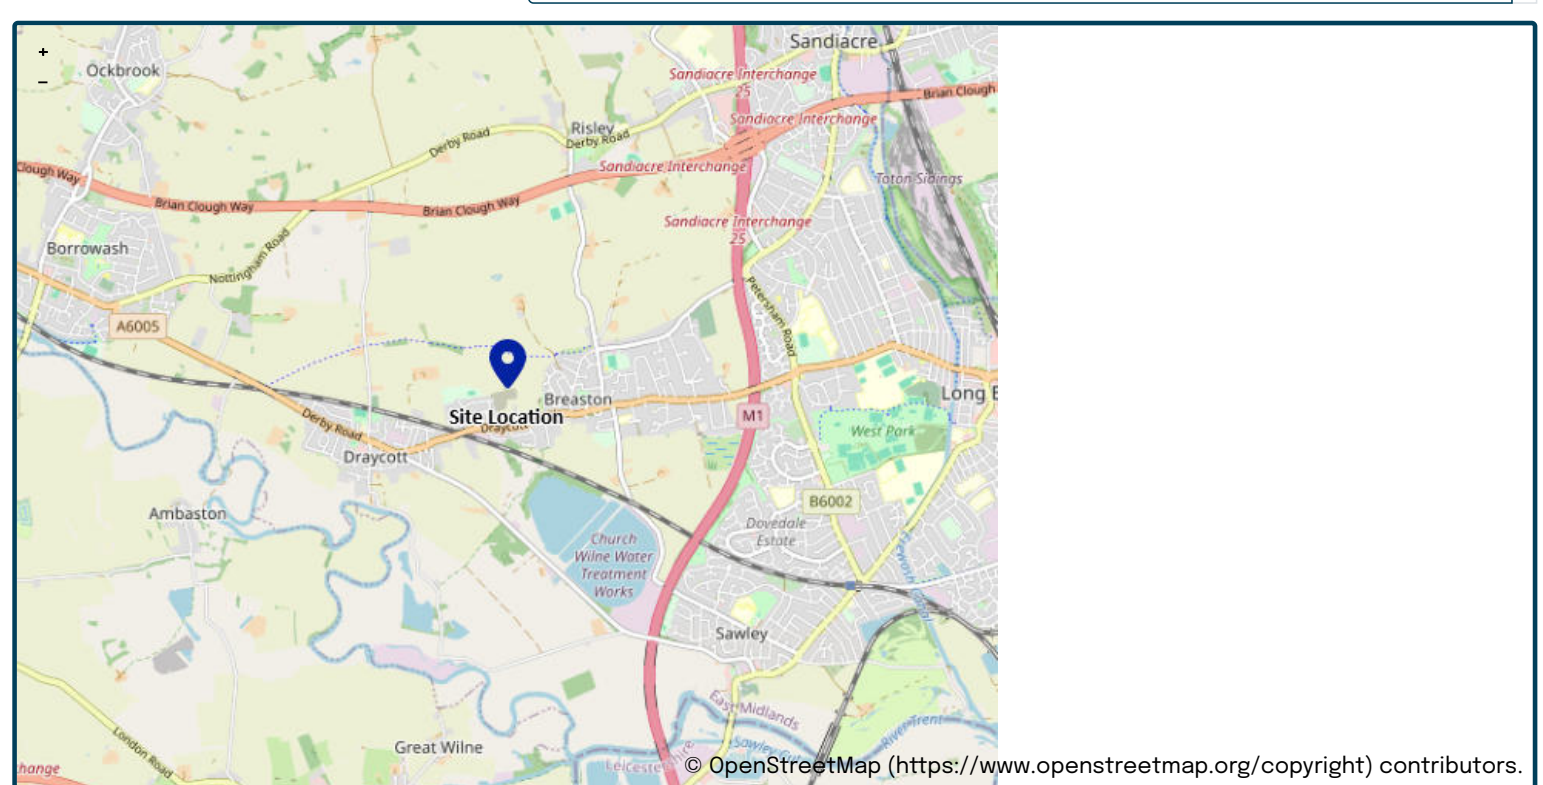 +
−
Sandiacre
Ockbrook
Sandiacre Interchange
25
Brian Clough
Sandiacre Interchange
Risley
Derby Road
Derby Road
Sandiacre Interchange
Clough Way
Toton Sidings
Brian Clough Way
Brian Clough Way
Sandiacre Interchange
25
Borrowash
Nottingham Road
Petersham Road
A6005
Breaston
Long E
Site Location
M1
Derby Road
Draycott
West Park
Draycott
B6002
Ambaston
Dovedale
Estate
Church
Wilne Water
Treatment
Works
Sawley
East Midlands
River Trent
London Road
Great Wilne
Sawley Cut
hange
© OpenStreetMap (https://www.openstreetmap.org/copyright) contributors.